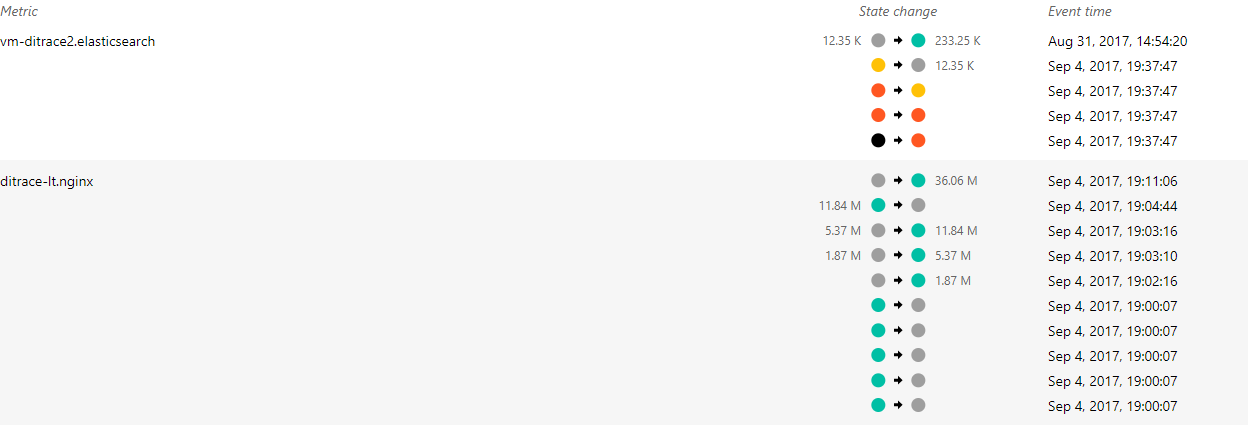 Metric State change Event time
vm-ditrace2.elasticsearch 12.35 K 233.25 K Aug 31, 2017, 14:54:20
12.35 K Sep 4, 2017, 19:37:47
Sep 4, 2017, 19:37:47
Sep 4, 2017, 19:37:47
Sep 4, 2017, 19:37:47
ditrace-lt.nginx 36.06 M Sep 4, 2017, 19:11:06
11.84 M Sep 4, 2017, 19:04:44
5.37 M 11.84 M Sep 4, 2017, 19:03:16
1.87 M 5.37 M Sep 4, 2017, 19:03:10
1.87 M Sep 4, 2017, 19:02:16
Sep 4, 2017, 19:00:07
Sep 4, 2017, 19:00:07
Sep 4, 2017, 19:00:07
Sep 4, 2017, 19:00:07
Sep 4, 2017, 19:00:07